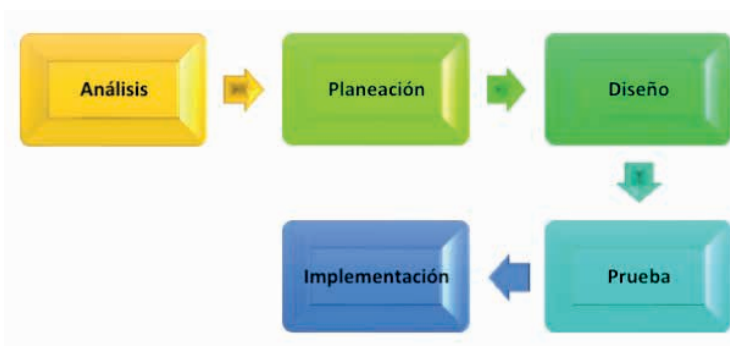 Análisis
Planeación
Diseño
Prueba
Implementación